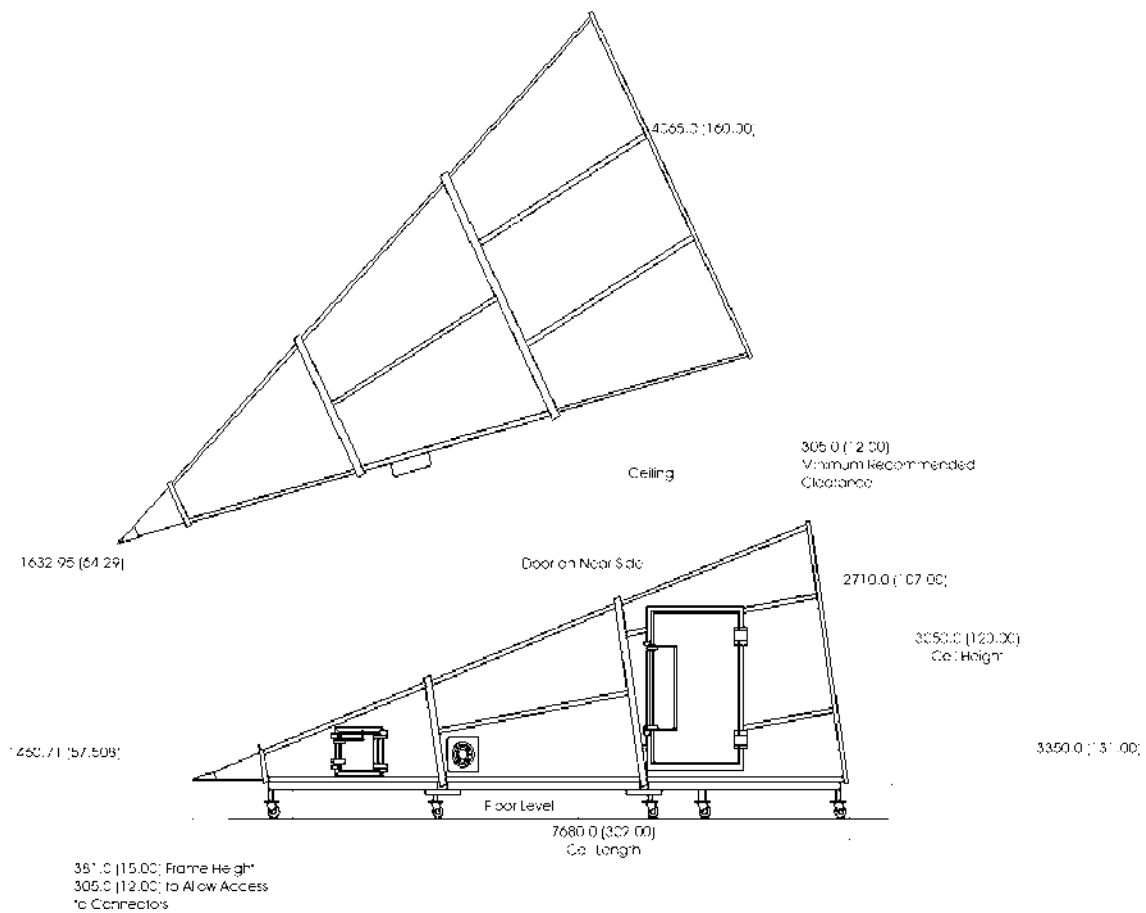 4065.0 (160.00)
305.0 (12.00)
Minimum Recommended
Clearance
Ceiling
1632.95 (64.29)
Door on Near Side
2710.0 (107.00)
3050.0 (120.00)
Cell Height
1460.71 (57.508)
3350.0 (131.00)
Floor Level
7680.0 (302.00)
Cell Length
381.0 (15.00) Frame Height
305.0 (12.00) to Allow Access
to Connectors